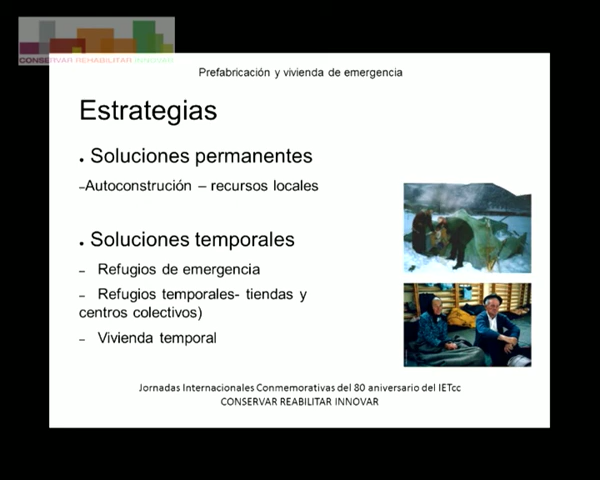 CONSERVAR REHABILITAR INNOVAR
Prefabricación y vivienda de emergencia
Estrategias
• Soluciones permanentes
–Autoconstrución – recursos locales
• Soluciones temporales
– Refugios de emergencia
– Refugios temporales- tiendas y
centros colectivos)
– Vivienda temporal
Jornadas Internacionales Conmemorativas del 80 aniversario del IETcc
CONSERVAR REABILITAR INNOVAR